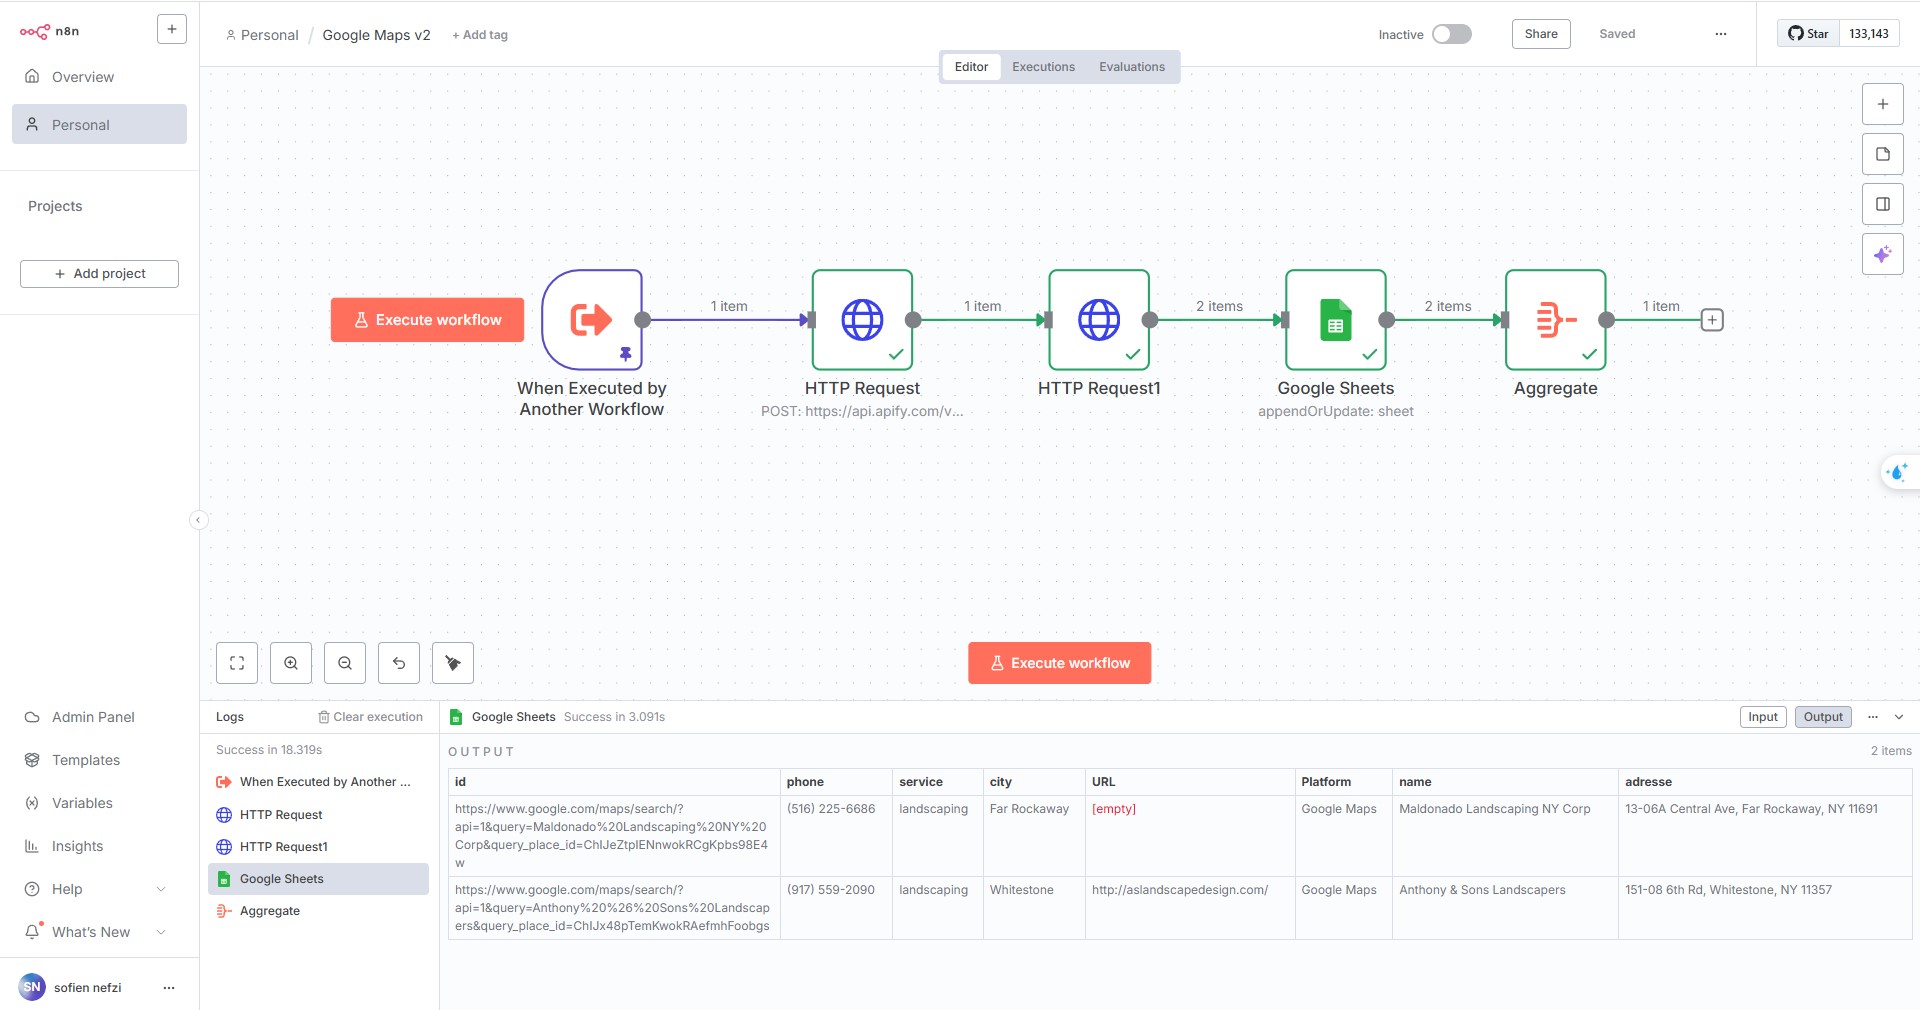 n8n
Overview
Personal
Projects
Add project
Admin Panel
Templates
Variables
Insights
Help
What's New
SN
sofien nefzi
Personal / Google Maps v2 + Add tag
Inactive
Share
Saved
Star 133,143
Editor Executions Evaluations
Execute workflow
1 item
1 item
2 items
2 items
1 item
When Executed by
Another Workflow
HTTP Request
POST: https://api.apify.com/v...
HTTP Request1
Google Sheets
appendOrUpdate: sheet
Aggregate
Execute workflow
Logs
Clear execution
Success in 18.319s
When Executed by Another ...
HTTP Request
HTTP Request1
Google Sheets
Aggregate
Google Sheets Success in 3.091s
Input Output
OUTPUT
2 items
id phone service city URL Platform name adresse
https://www.google.com/maps/search/?
api=1&query=Maldonado%20Landscaping%20NY%20
Corp&query_place_id=ChIJeZtpIENnwokRCgKpbs98E4
w
(516) 225-6686 landscaping Far Rockaway [empty] Google Maps Maldonado Landscaping NY Corp 13-06A Central Ave, Far Rockaway, NY 11691
https://www.google.com/maps/search/?
api=1&query=Anthony%20%26%20Sons%20Landscap
ers&query_place_id=ChIJx48pTemKwokRAefmhFoobgs
(917) 559-2090 landscaping Whitestone http://aslandscapedesign.com/ Google Maps Anthony & Sons Landscapers 151-08 6th Rd, Whitestone, NY 11357